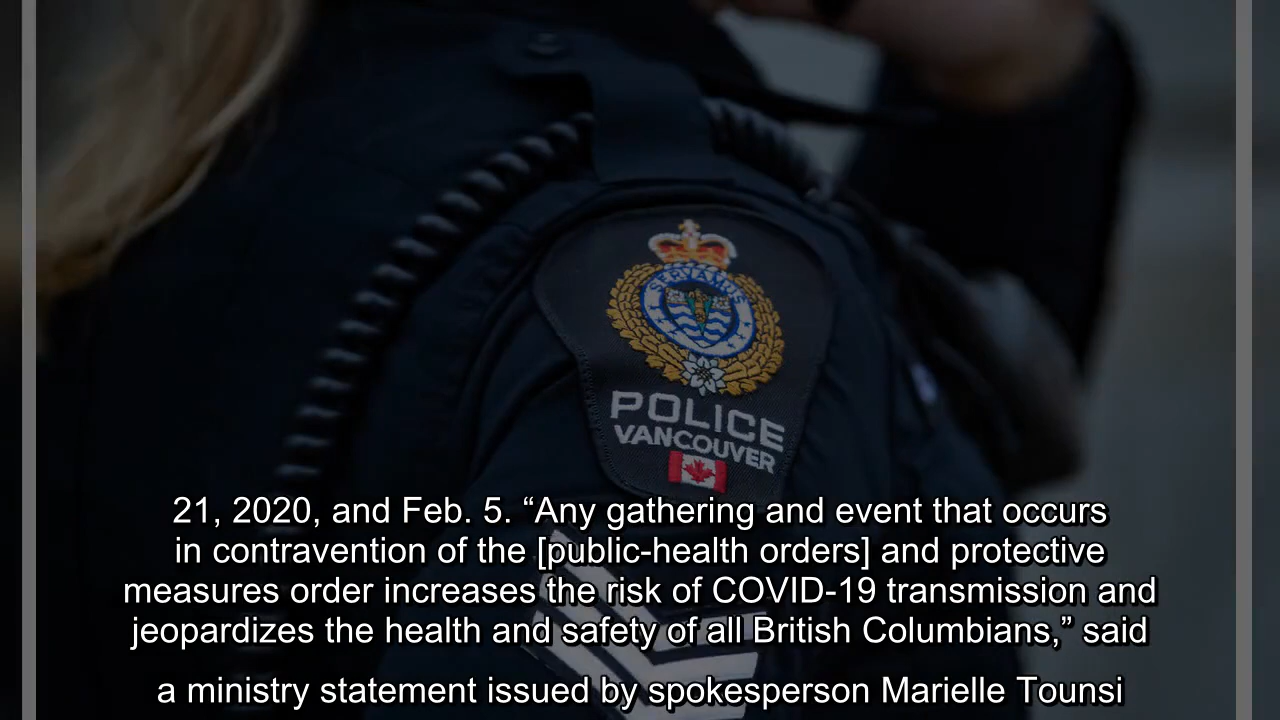 SERVAMUS
POLICE
VANCOUVER
21, 2020, and Feb. 5. “Any gathering and event that occurs
in contravention of the [public-health orders] and protective
measures order increases the risk of COVID-19 transmission and
jeopardizes the health and safety of all British Columbians,” said
a ministry statement issued by spokesperson Marielle Tounsi